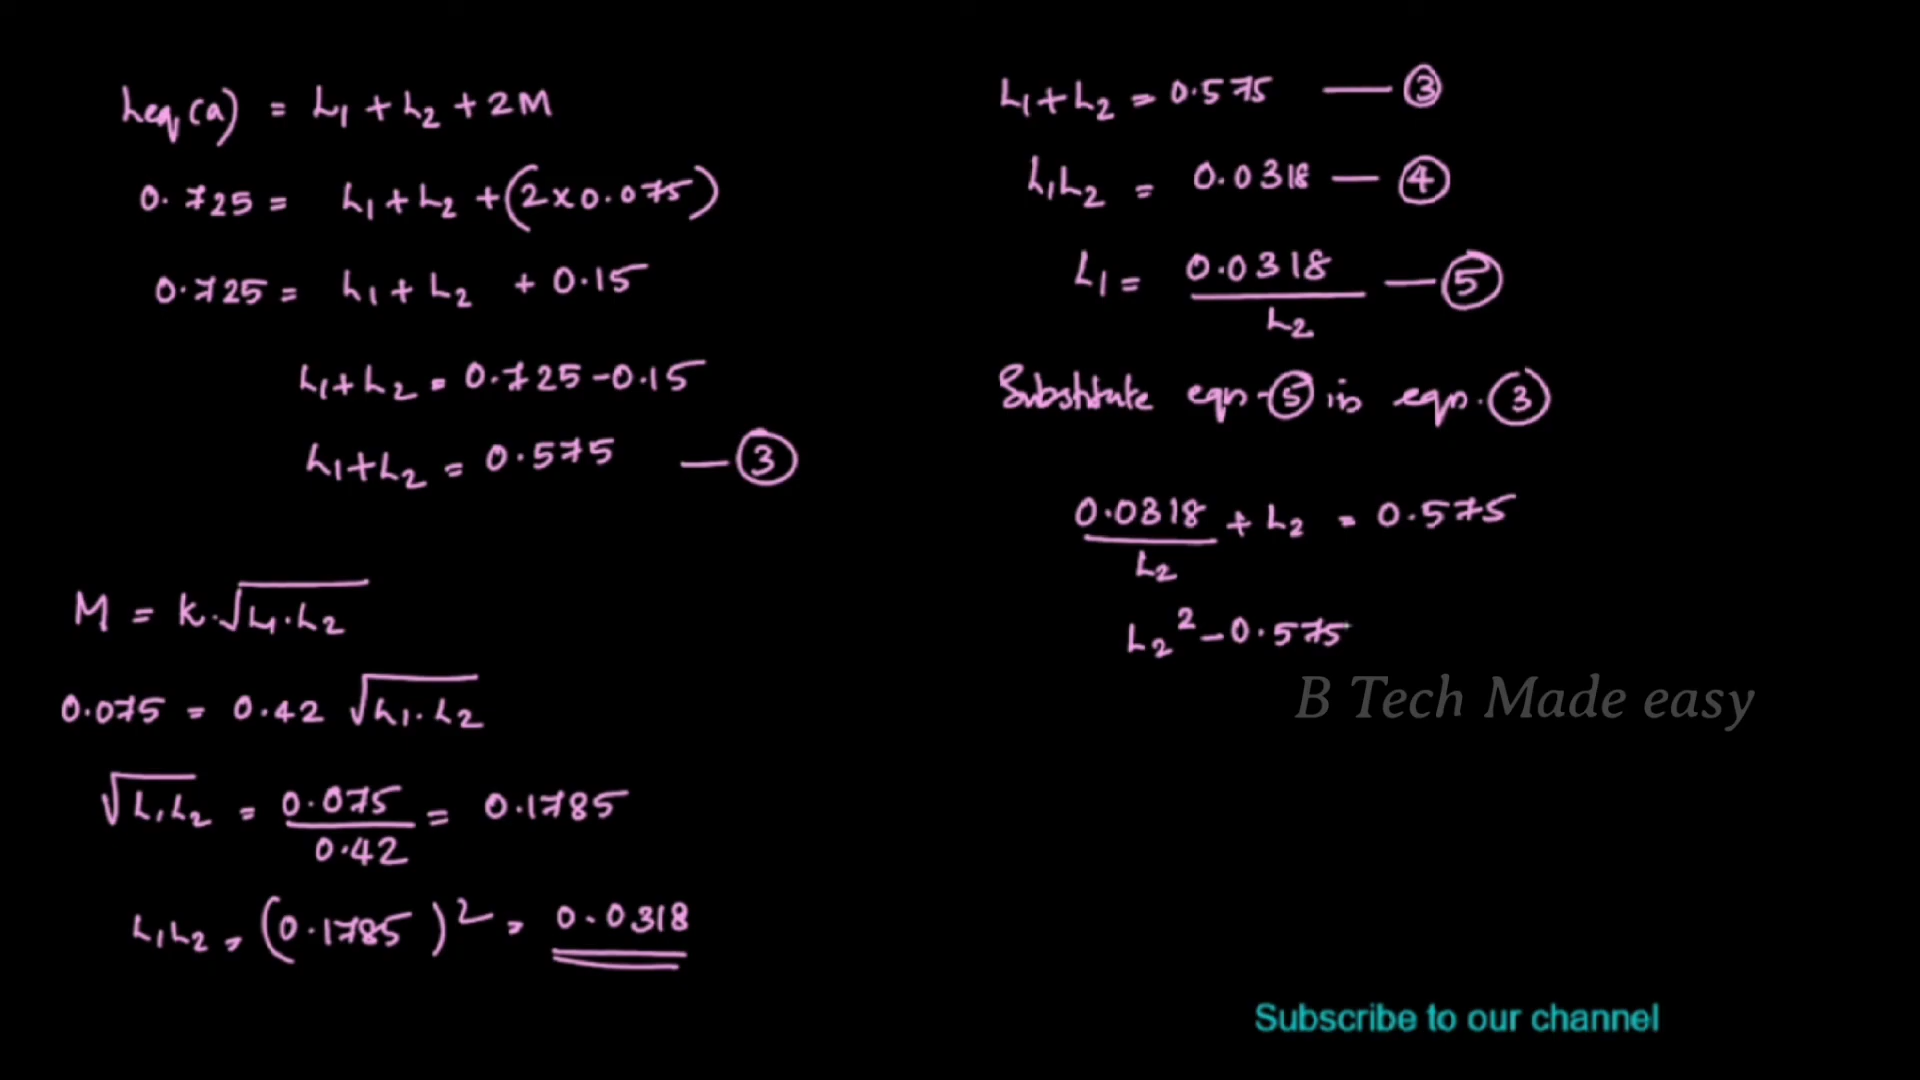 Leq(a) = L1 + L2 + 2M
0.725 = L1 + L2 + (2x0.075)
0.725 = L1 + L2 + 0.15
L1 + L2 = 0.725 - 0.15
L1 + L2 = 0.575 — ③
M = k.√L1.L2
0.075 = 0.42 √L1.L2
√L1L2 = 0.075/0.42 = 0.1785
L1L2 = (0.1785)² = 0.0318
L1 + L2 = 0.575 — ③
L1L2 = 0.0318 — ④
L1 = 0.0318/L2 — ⑤
Substitute eqn-⑤ in eqn.③
0.0318/L2 + L2 = 0.575
L2² - 0.575
B Tech Made easy
Subscribe to our channel